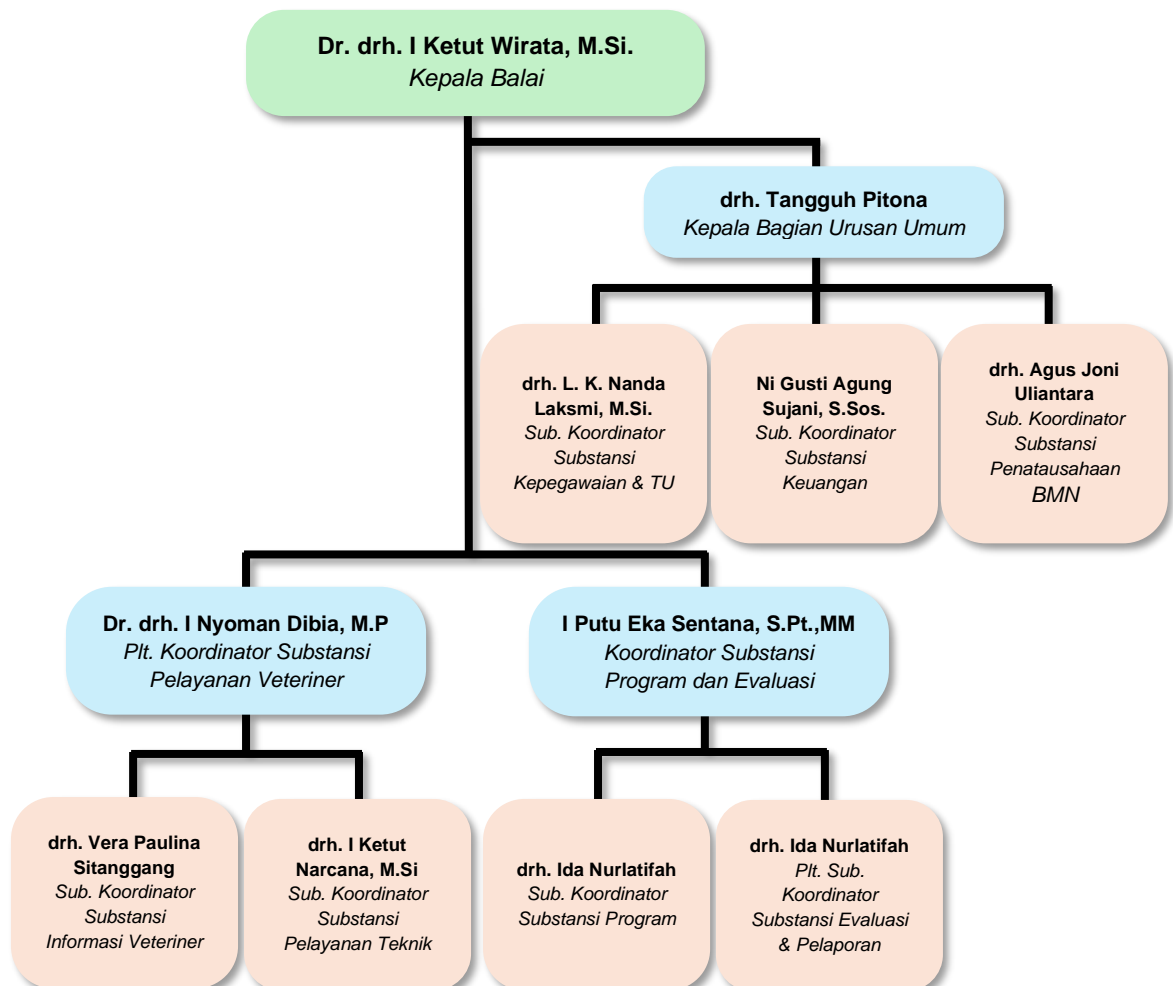 Dr. drh. I Ketut Wirata, M.Si.
Kepala Balai
drh. Tangguh Pitona
Kepala Bagian Urusan Umum
drh. L. K. Nanda
Laksmi, M.Si.
Sub. Koordinator
Substansi
Kepegawaian & TU
Ni Gusti Agung
Sujani, S.Sos.
Sub. Koordinator
Substansi
Keuangan
drh. Agus Joni
Uliantara
Sub. Koordinator
Substansi
Penatausahaan
BMN
Dr. drh. I Nyoman Dibia, M.P
Plt. Koordinator Substansi
Pelayanan Veteriner
I Putu Eka Sentana, S.Pt.,MM
Koordinator Substansi
Program dan Evaluasi
drh. Vera Paulina
Sitanggang
Sub. Koordinator
Substansi
Informasi Veteriner
drh. I Ketut
Narcana, M.Si
Sub. Koordinator
Substansi
Pelayanan Teknik
drh. Ida Nurlatifah
Sub. Koordinator
Substansi Program
drh. Ida Nurlatifah
Plt. Sub.
Koordinator
Substansi Evaluasi
& Pelaporan